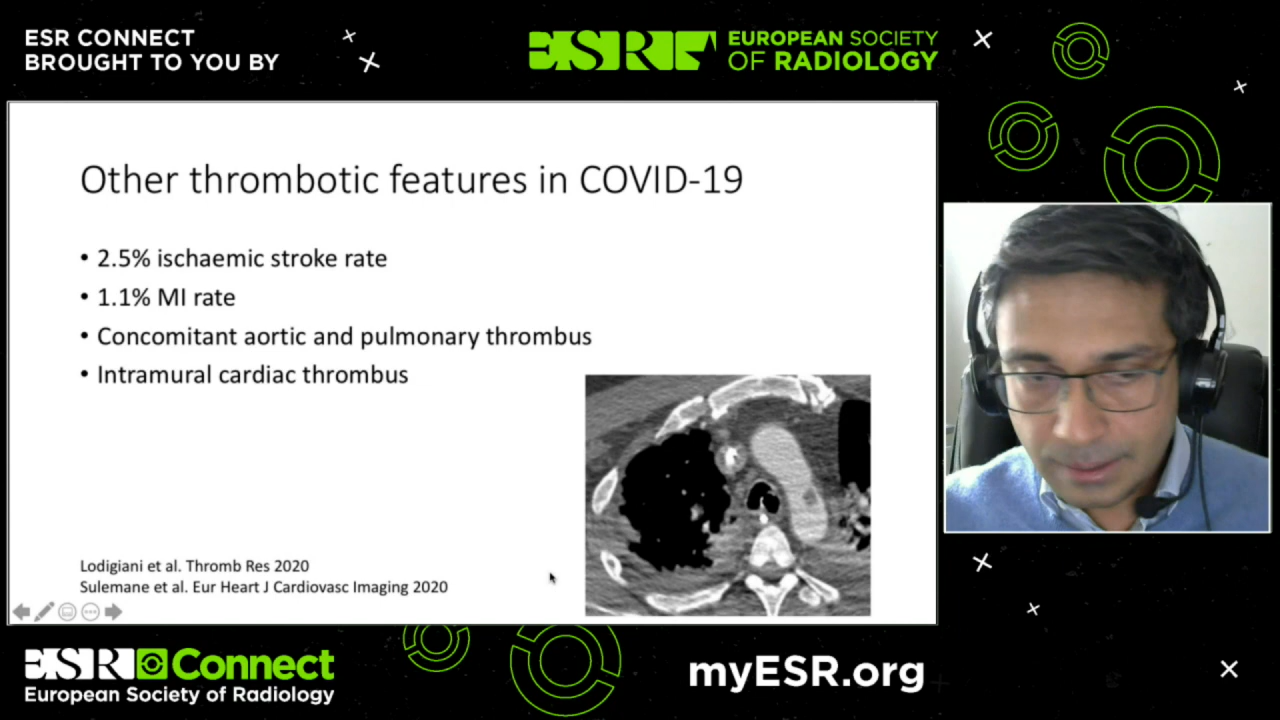 ESR CONNECT
BROUGHT TO YOU BY
ESR
EUROPEAN SOCIETY
OF RADIOLOGY
Other thrombotic features in COVID-19
• 2.5% ischaemic stroke rate
• 1.1% MI rate
• Concomitant aortic and pulmonary thrombus
• Intramural cardiac thrombus
Lodigiani et al. Thromb Res 2020
Sulemane et al. Eur Heart J Cardiovasc Imaging 2020
ESR Connect
European Society of Radiology
myESR.org